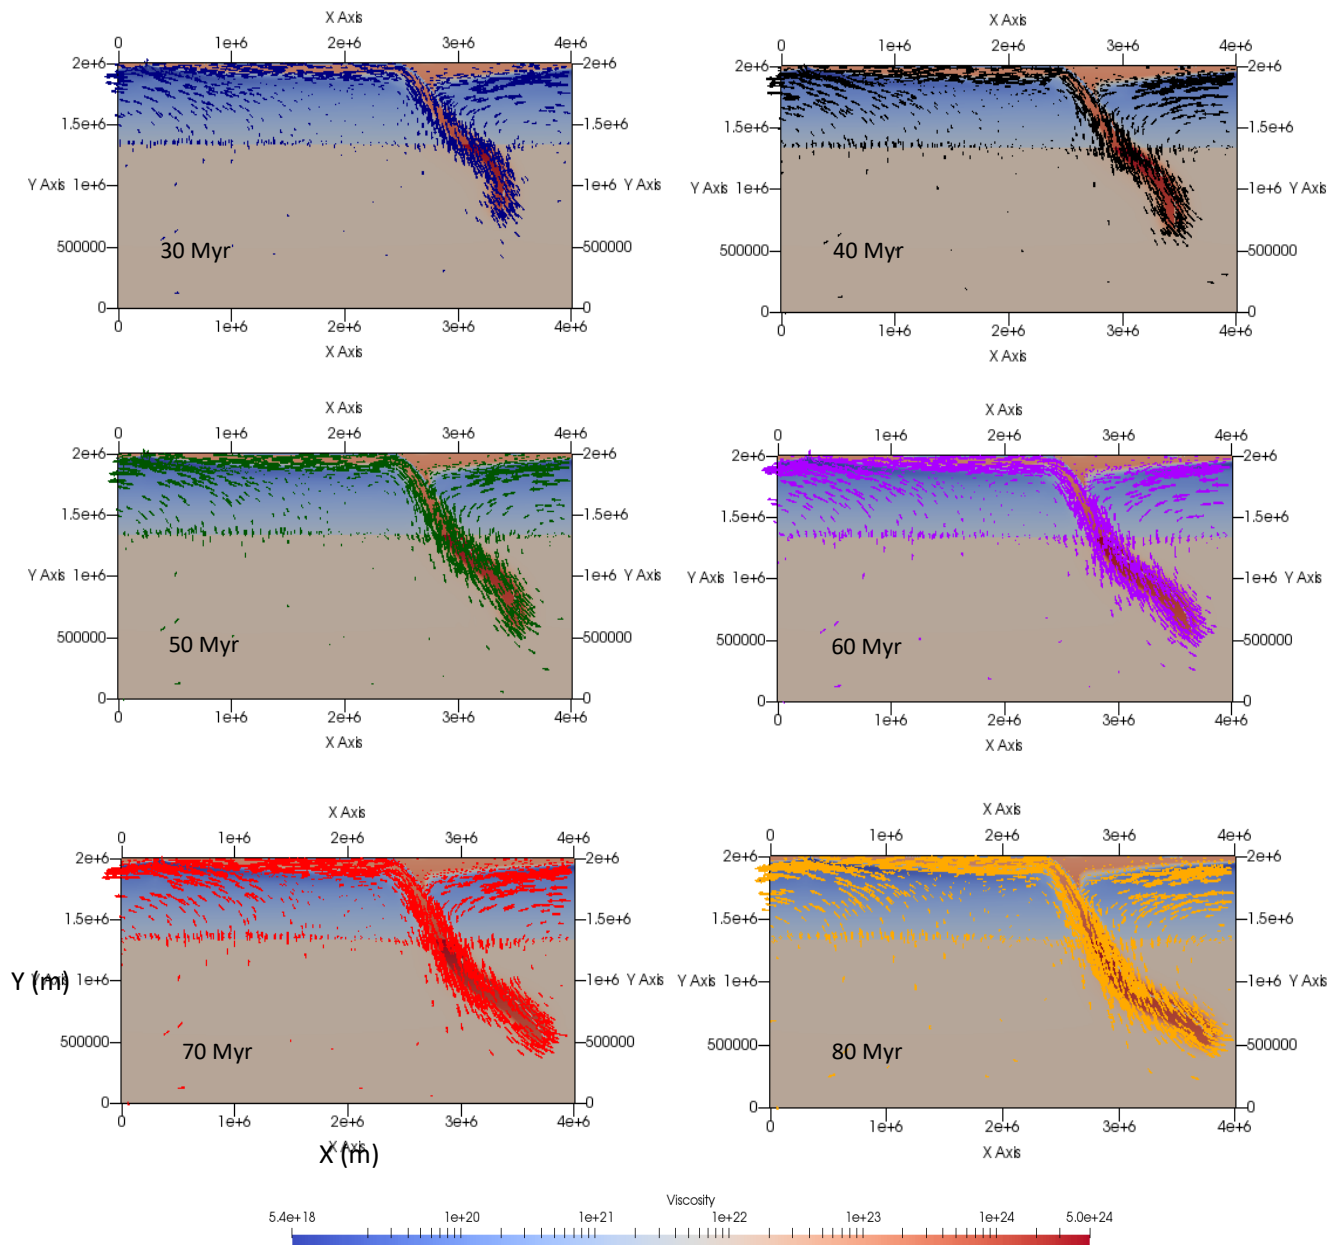 X Axis X Axis
0 1e+6 2e+6 3e+6 4e+6 0 1e+6 2e+6 3e+6 4e+6
2e+6 2e+6 2e+6 2e+6
1.5e+6 1.5e+6 1.5e+6 1.5e+6
Y Axis 1e+6 1e+6 Y Axis Y Axis 1e+6 1e+6 Y Axis
500000 30 Myr 500000 500000 40 Myr 500000
0 0 0 0
0 1e+6 2e+6 3e+6 4e+6 0 1e+6 2e+6 3e+6 4e+6
X Axis X Axis
X Axis X Axis
0 1e+6 2e+6 3e+6 4e+6 0 1e+6 2e+6 3e+6 4e+6
2e+6 2e+6 2e+6 2e+6
1.5e+6 1.5e+6 1.5e+6 1.5e+6
Y Axis 1e+6 1e+6 Y Axis Y Axis 1e+6 1e+6 Y Axis
500000 50 Myr 500000 500000 60 Myr 500000
0 0 0 0
0 1e+6 2e+6 3e+6 4e+6 0 1e+6 2e+6 3e+6 4e+6
X Axis X Axis
X Axis X Axis
0 1e+6 2e+6 3e+6 4e+6 0 1e+6 2e+6 3e+6 4e+6
2e+6 2e+6 2e+6 2e+6
1.5e+6 1.5e+6 1.5e+6 1.5e+6
Y (m) Y Axis 1e+6 1e+6 Y Axis Y Axis 1e+6 1e+6 Y Axis
500000 70 Myr 500000 500000 80 Myr 500000
0 0 0 0
0 1e+6 2e+6 3e+6 4e+6 0 1e+6 2e+6 3e+6 4e+6
X Axis X Axis
X (m)
Viscosity
5.4e+18 1e+20 1e+21 1e+22 1e+23 1e+24 5.0e+24